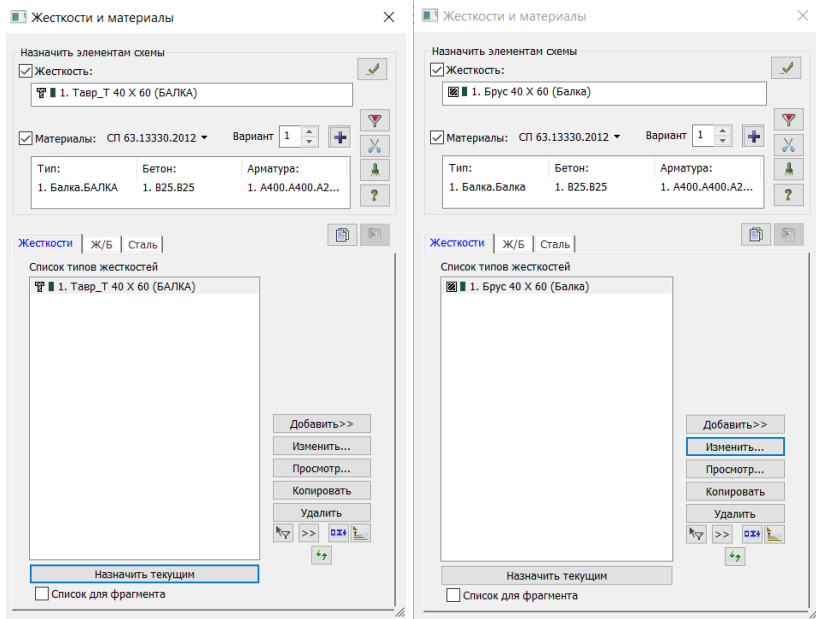 Жесткости и материалы
Назначить элементам схемы
Жесткость:
1. Тавр_Т 40 X 60 (БАЛКА)
Материалы: СП 63.13330.2012 Вариант 1
Тип: Бетон: Арматура:
1. Балка.БАЛКА 1. B25.B25 1. A400.A400.A2...
Жесткости Ж/Б Сталь
Список типов жесткостей
1. Тавр_Т 40 X 60 (БАЛКА)
Добавить>>
Изменить...
Просмотр...
Копировать
Удалить
>>
Назначить текущим
Список для фрагмента
Жесткости и материалы
Назначить элементам схемы
Жесткость:
1. Брус 40 X 60 (Балка)
Материалы: СП 63.13330.2012 Вариант 1
Тип: Бетон: Арматура:
1. Балка.Балка 1. B25.B25 1. A400.A400.A2...
Жесткости Ж/Б Сталь
Список типов жесткостей
1. Брус 40 X 60 (Балка)
Добавить>>
Изменить...
Просмотр...
Копировать
Удалить
>>
Назначить текущим
Список для фрагмента